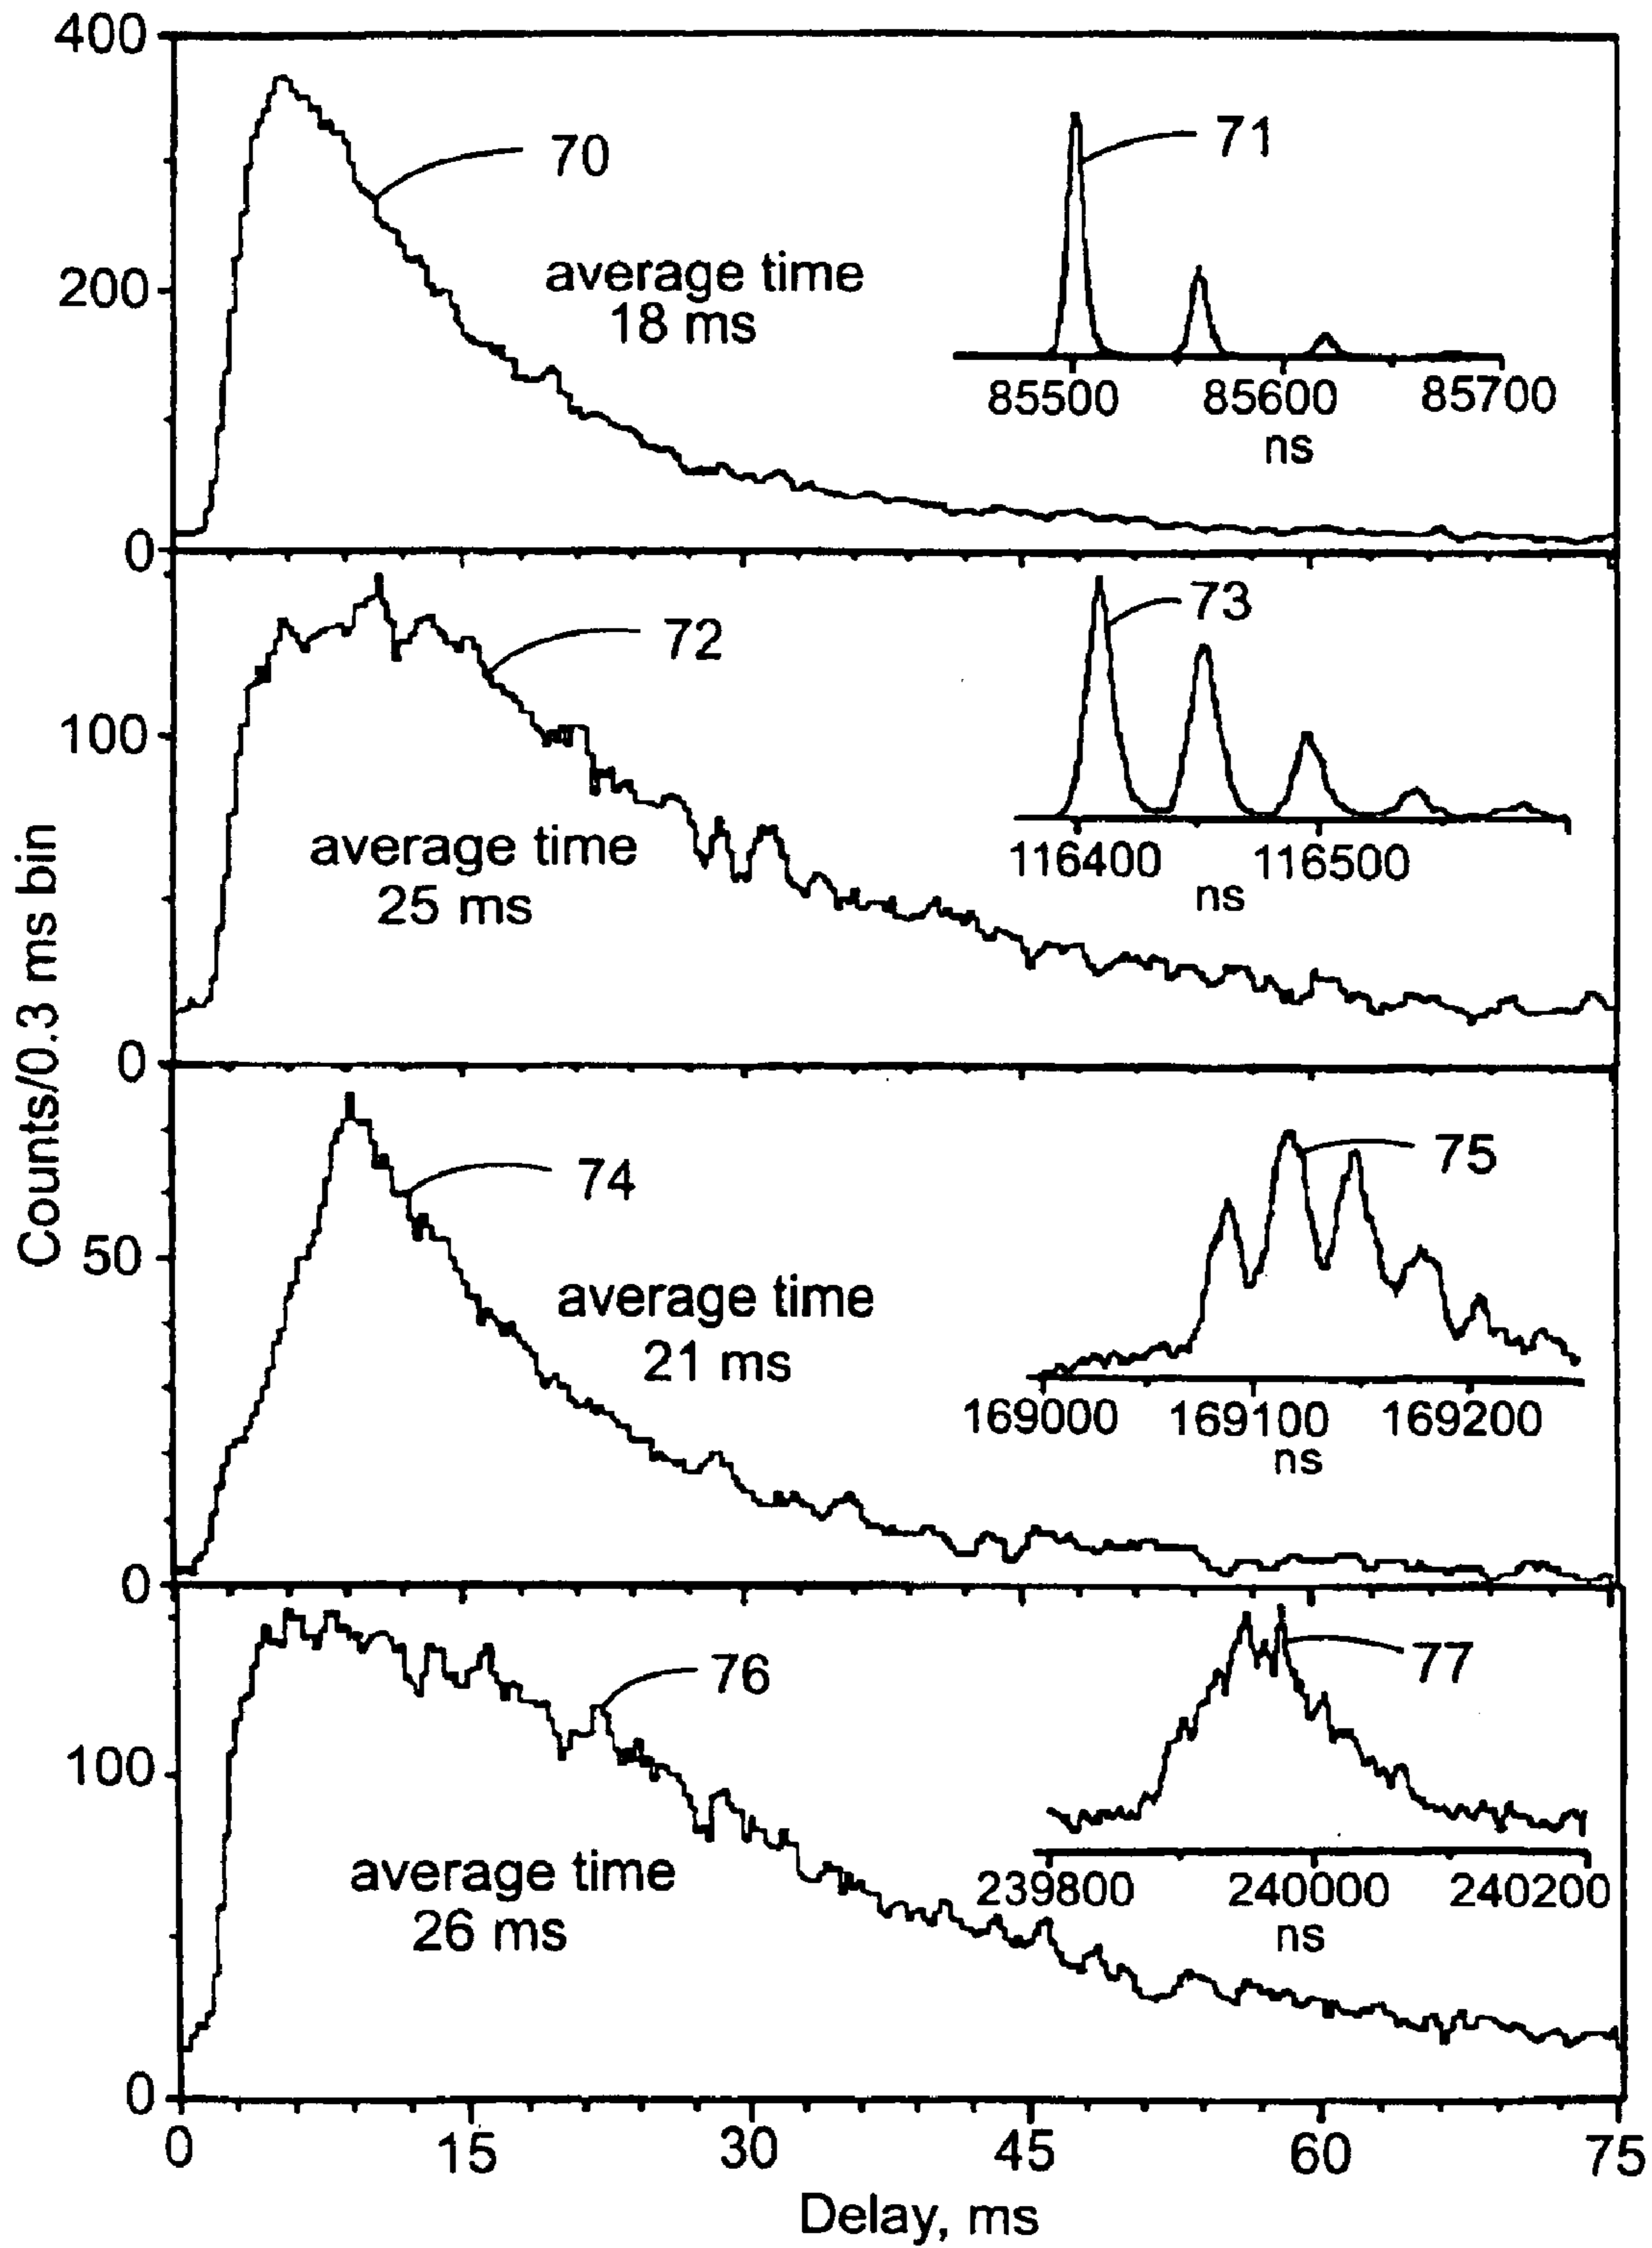 Counts/0.3 ms bin
400
200
0
70
average time
18 ms
71
85500 85600 85700
ns
100
0
72
average time
25 ms
73
116400 116500
ns
50
0
74
average time
21 ms
75
169000 169100 169200
ns
100
0
76
average time
26 ms
77
239800 240000 240200
ns
0 15 30 45 60 75
Delay, ms